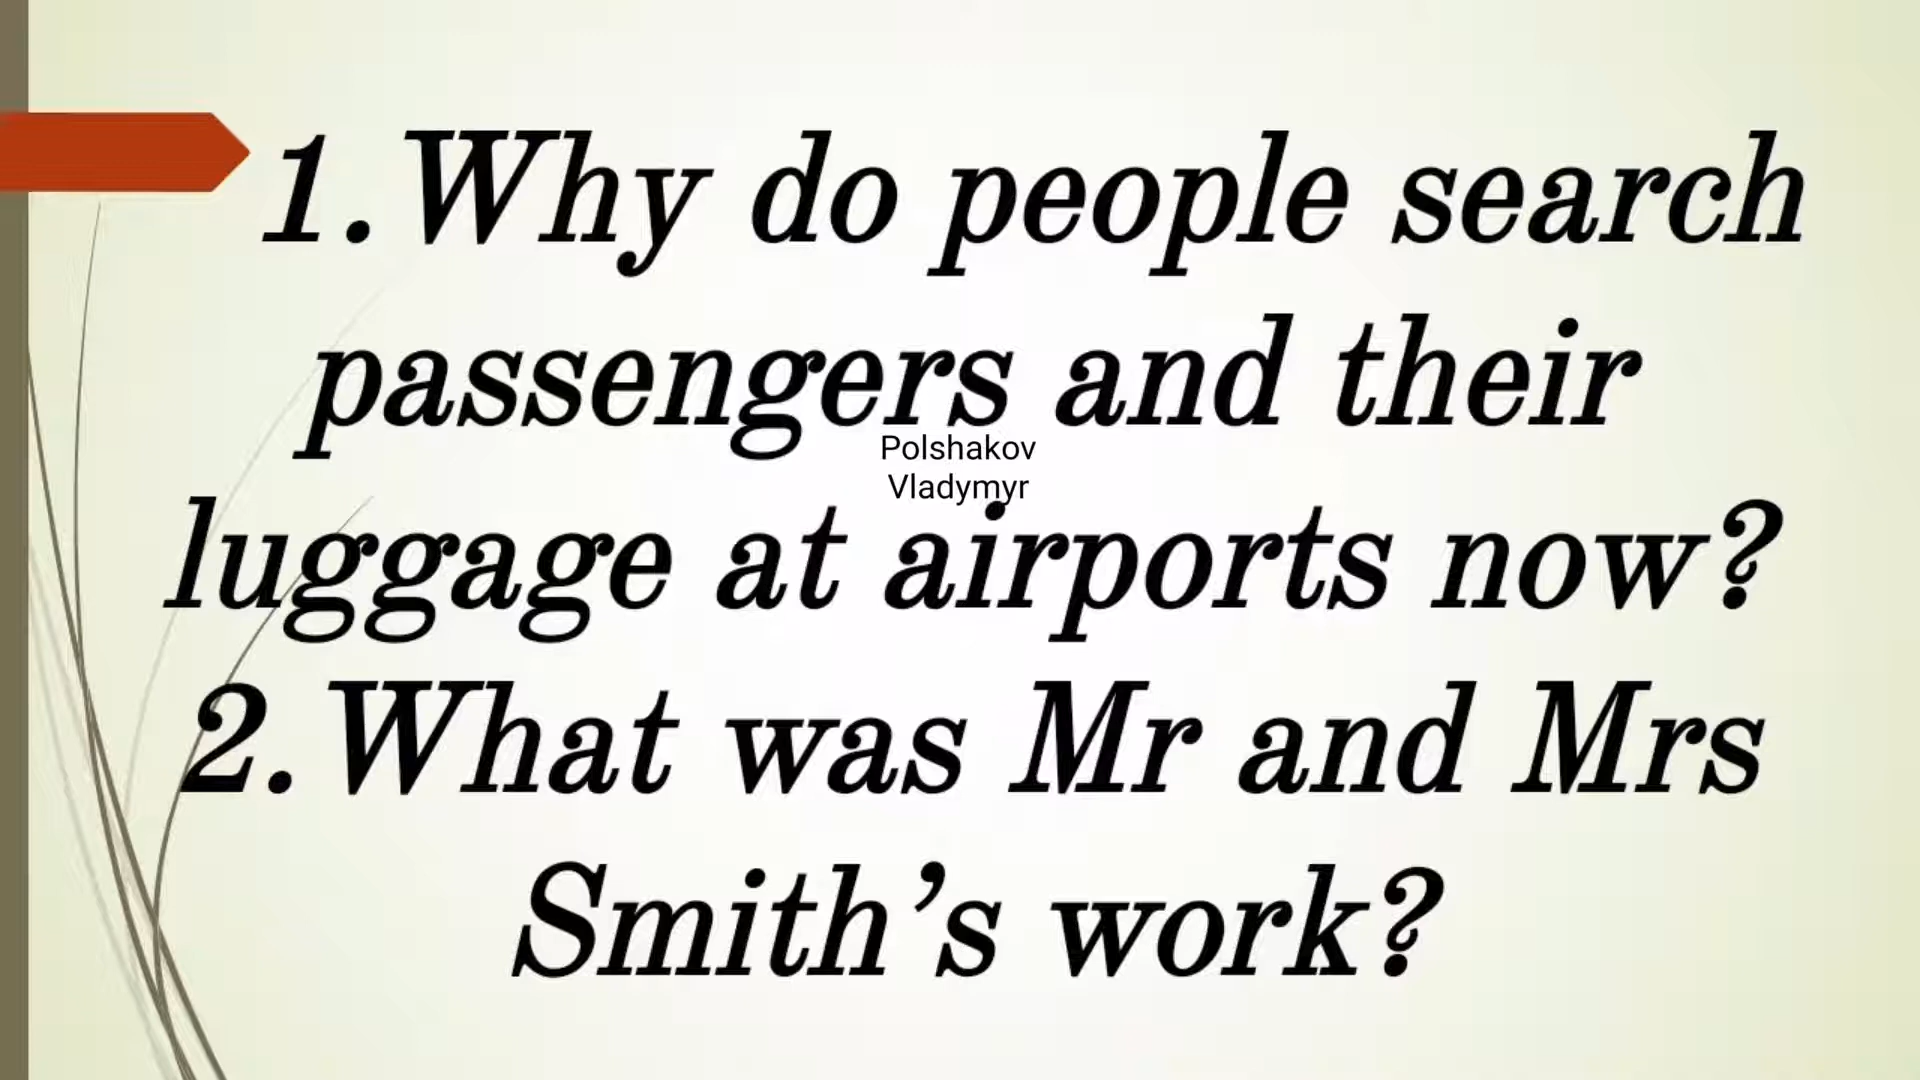 1.Why do people search
passengers and their
Polshakov
Vladymyr
luggage at airports now?
2.What was Mr and Mrs
Smith’s work?